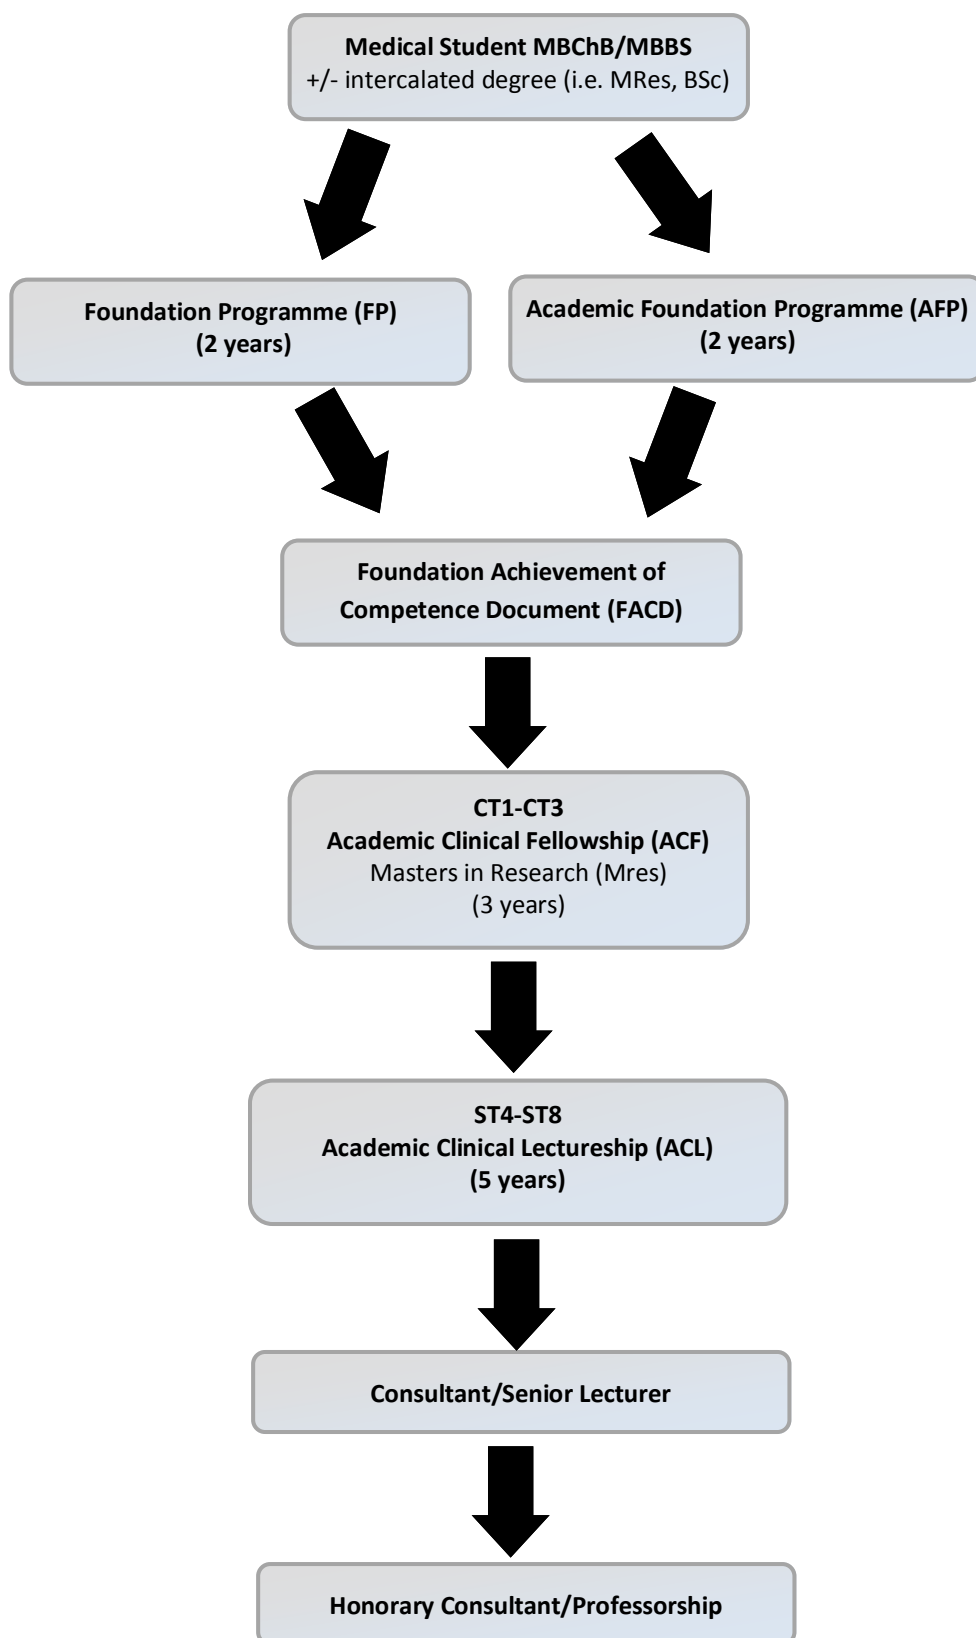 Medical Student MBChB/MBBS
+/- intercalated degree (i.e. MRes, BSc)
Foundation Programme (FP)
(2 years)
Academic Foundation Programme (AFP)
(2 years)
Foundation Achievement of
Competence Document (FACD)
CT1-CT3
Academic Clinical Fellowship (ACF)
Masters in Research (Mres)
(3 years)
ST4-ST8
Academic Clinical Lectureship (ACL)
(5 years)
Consultant/Senior Lecturer
Honorary Consultant/Professorship